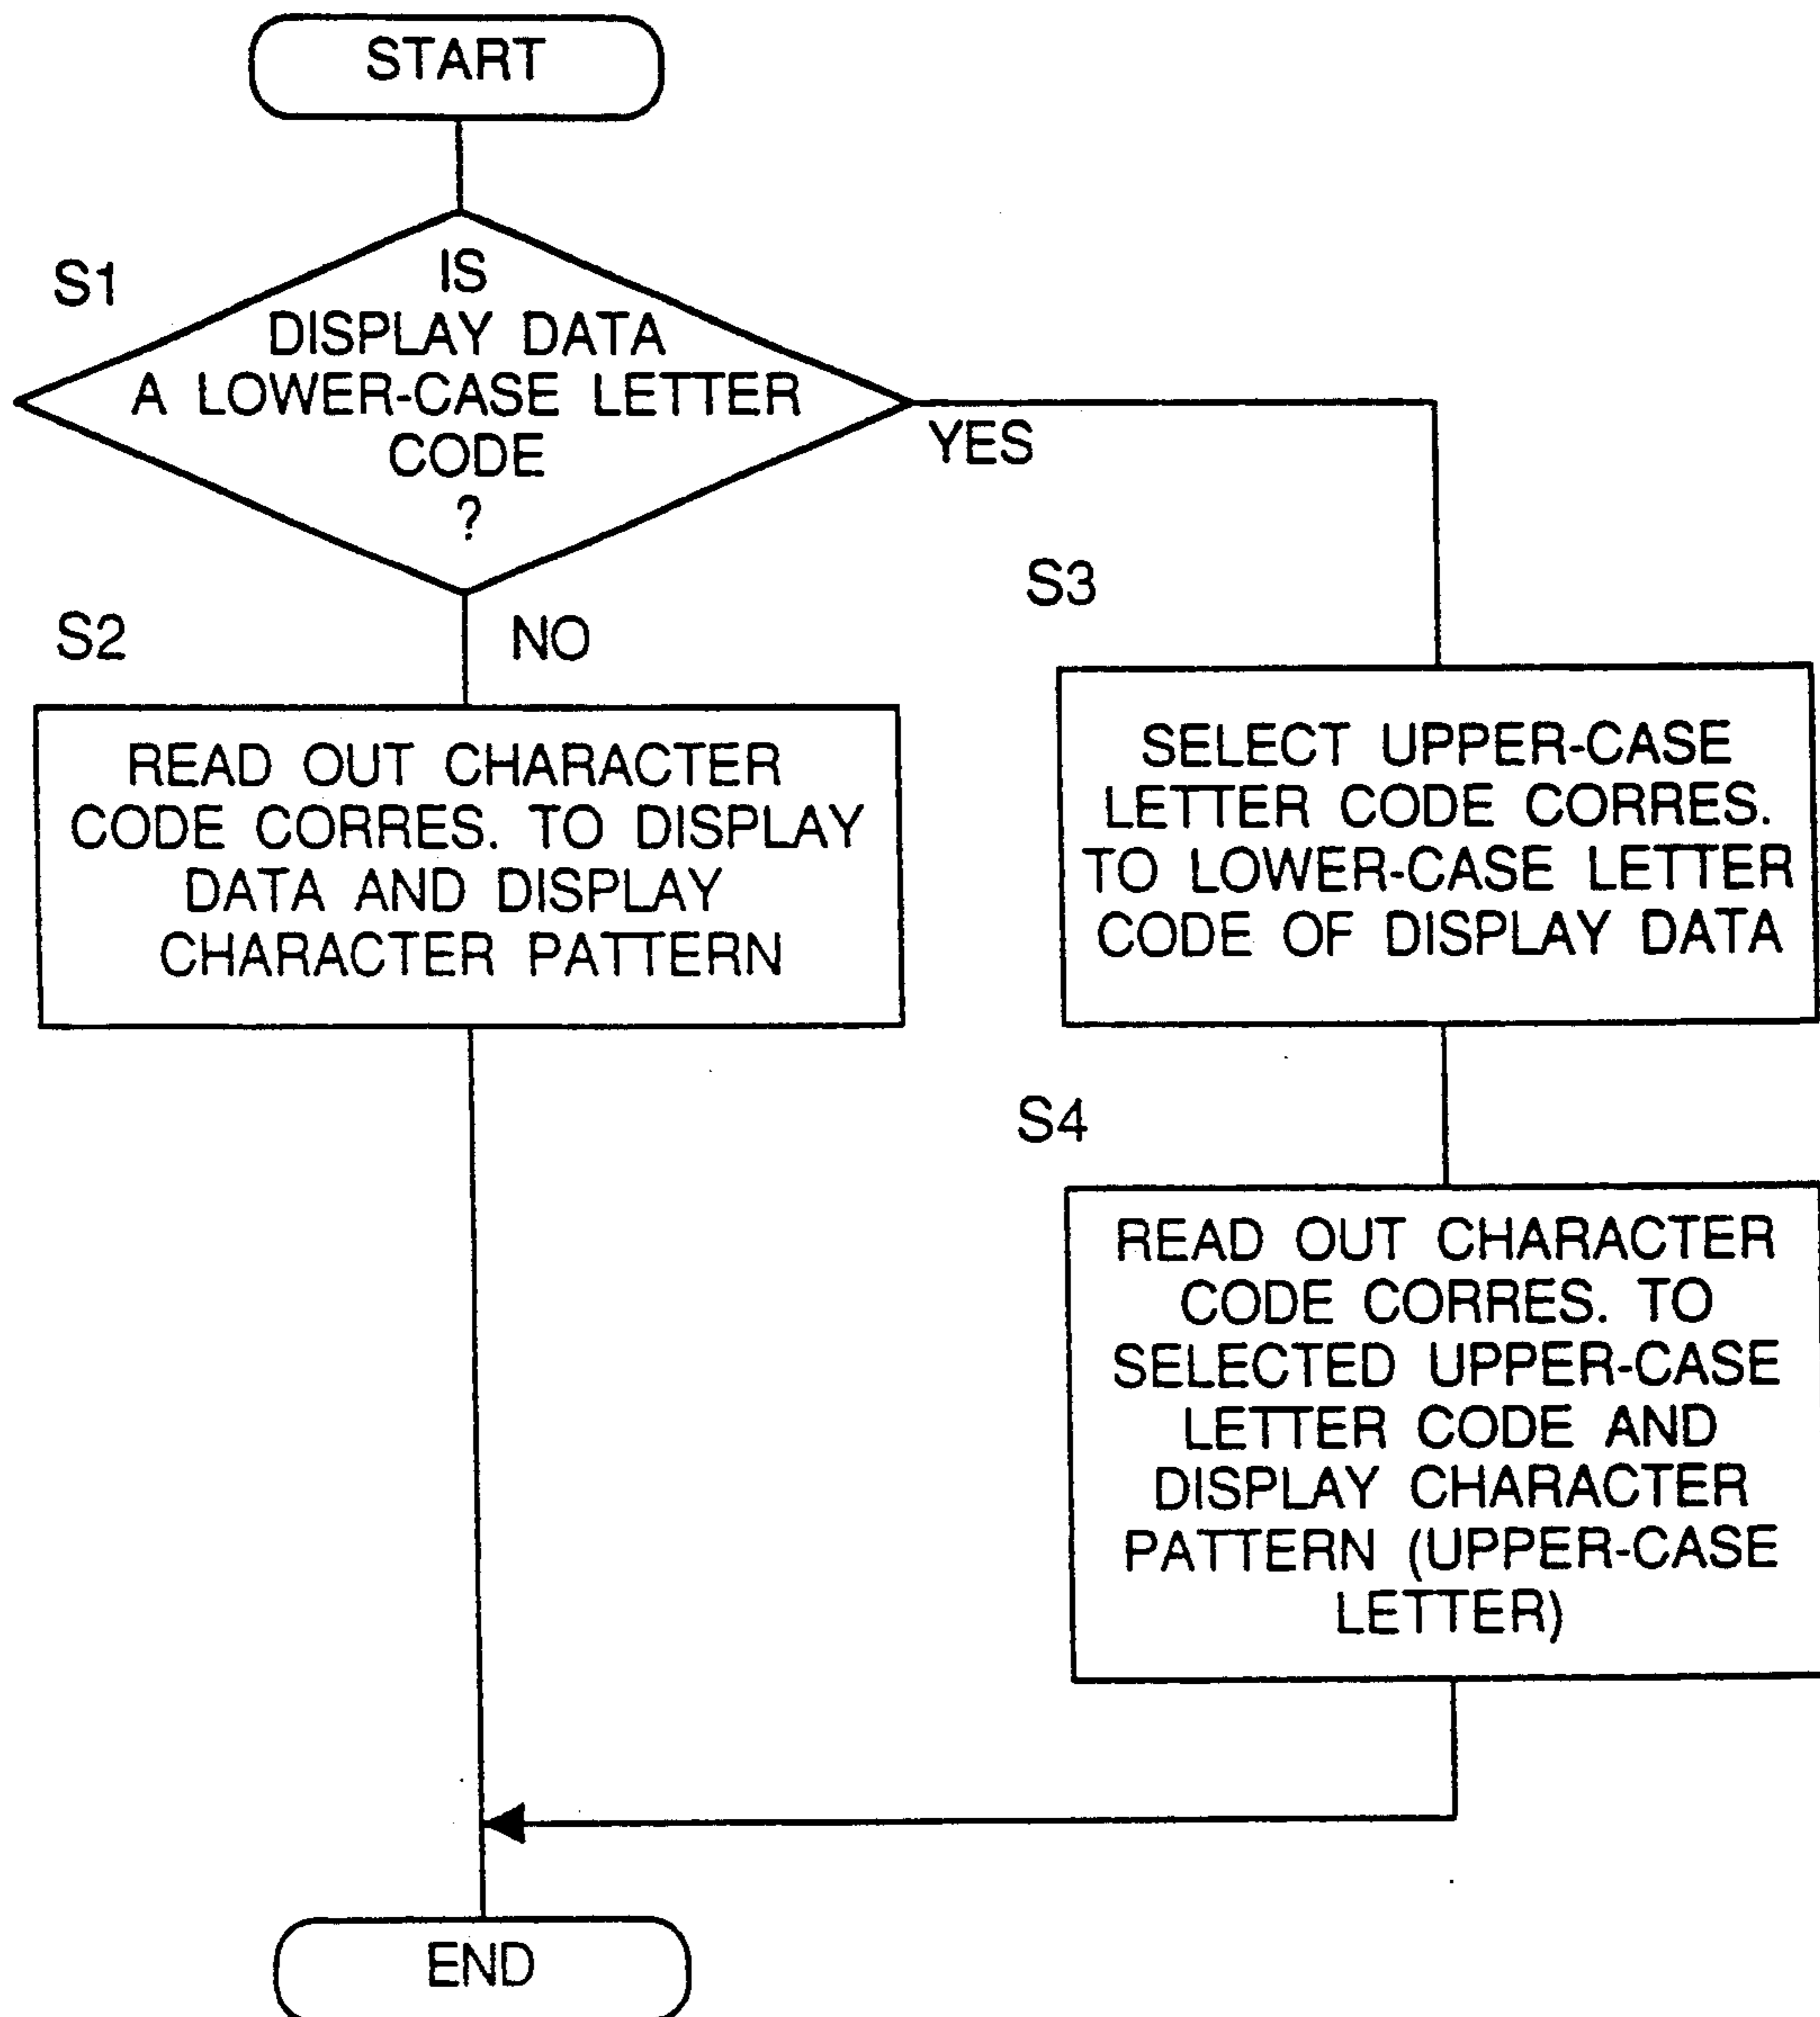 START
S1
IS
DISPLAY DATA
A LOWER-CASE LETTER
CODE
?
YES
NO
S2
READ OUT CHARACTER
CODE CORRES. TO DISPLAY
DATA AND DISPLAY
CHARACTER PATTERN
S3
SELECT UPPER-CASE
LETTER CODE CORRES.
TO LOWER-CASE LETTER
CODE OF DISPLAY DATA
S4
READ OUT CHARACTER
CODE CORRES. TO
SELECTED UPPER-CASE
LETTER CODE AND
DISPLAY CHARACTER
PATTERN (UPPER-CASE
LETTER)
END